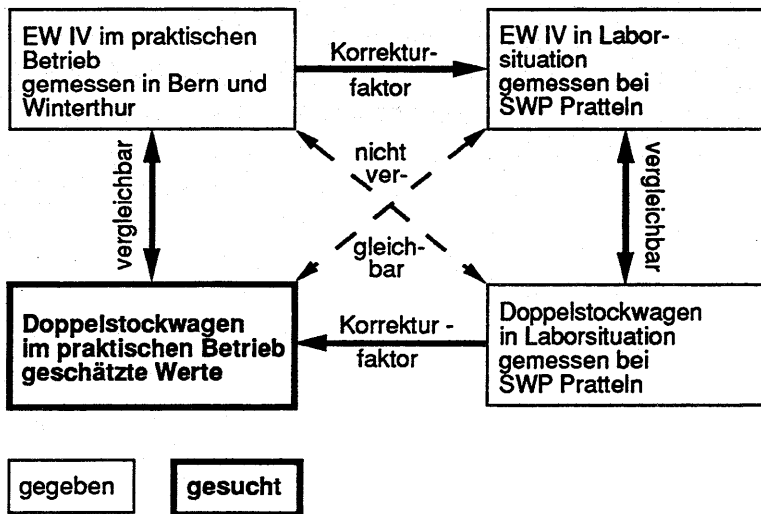 EW IV im praktischen
Betrieb
gemessen in Bern und
Winterthur
Korrektur-
faktor
EW IV in Labor-
situation
gemessen bei
SWP Pratteln
vergleichbar
nicht
ver-
gleich-
bar
vergleichbar
Doppelstockwagen
im praktischen Betrieb
geschätzte Werte
Korrektur -
faktor
Doppelstockwagen
in Laborsituation
gemessen bei
SWP Pratteln
gegeben
gesucht